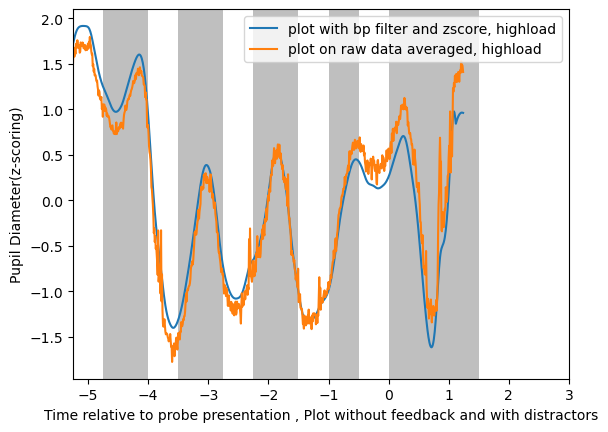 plot with bp filter and zscore, highload
plot on raw data averaged, highload
2.0
1.5
1.0
0.5
0.0
−0.5
−1.0
−1.5
Pupil Diameter(z-scoring)
−5 −4 −3 −2 −1 0 1 2 3
Time relative to probe presentation , Plot without feedback and with distractors